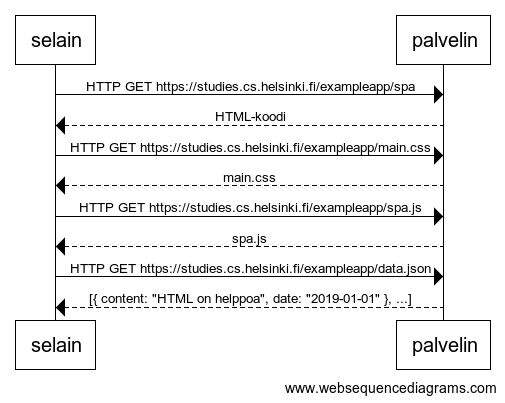 selain
palvelin
HTTP GET https://studies.cs.helsinki.fi/exampleapp/spa
HTML-koodi
HTTP GET https://studies.cs.helsinki.fi/exampleapp/main.css
main.css
HTTP GET https://studies.cs.helsinki.fi/exampleapp/spa.js
spa.js
HTTP GET https://studies.cs.helsinki.fi/exampleapp/data.json
[{ content: "HTML on helppoa", date: "2019-01-01" }, ...]
selain
palvelin
www.websequencediagrams.com